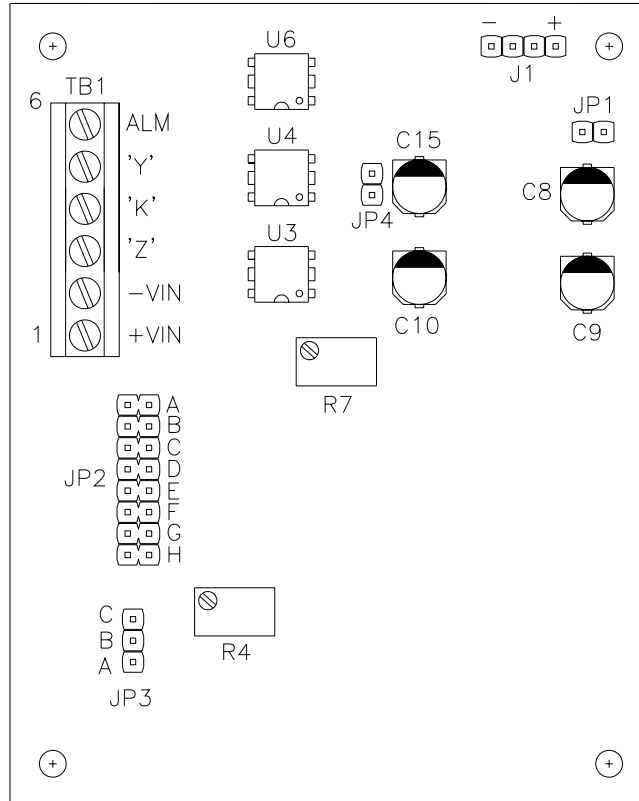 U6
- +
J1
TB1
6
ALM
'Y'
'K'
'Z'
-VIN
+VIN
1
U4
C15
JP1
JP4
C8
U3
C10
C9
R7
JP2
A
B
C
D
E
F
G
H
C
B
A
JP3
R4